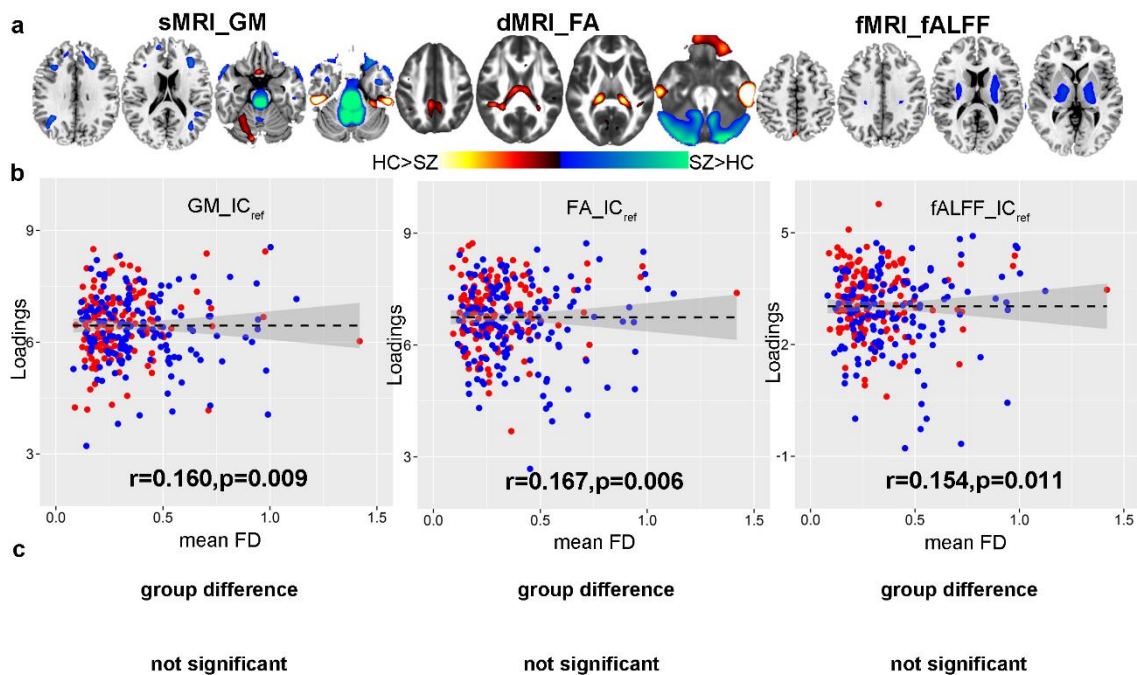 a
sMRI_GM
dMRI_FA
fMRI_fALFF
HC>SZ
SZ>HC
b
GM_ICref
9
6
3
Loadings
r=0.160,p=0.009
0.0 0.5 1.0 1.5
mean FD
FA_ICref
9
6
3
Loadings
r=0.167,p=0.006
0.0 0.5 1.0 1.5
mean FD
fALFF_ICref
5
2
-1
Loadings
r=0.154,p=0.011
0.0 0.5 1.0 1.5
mean FD
c
group difference
group difference
group difference
not significant
not significant
not significant